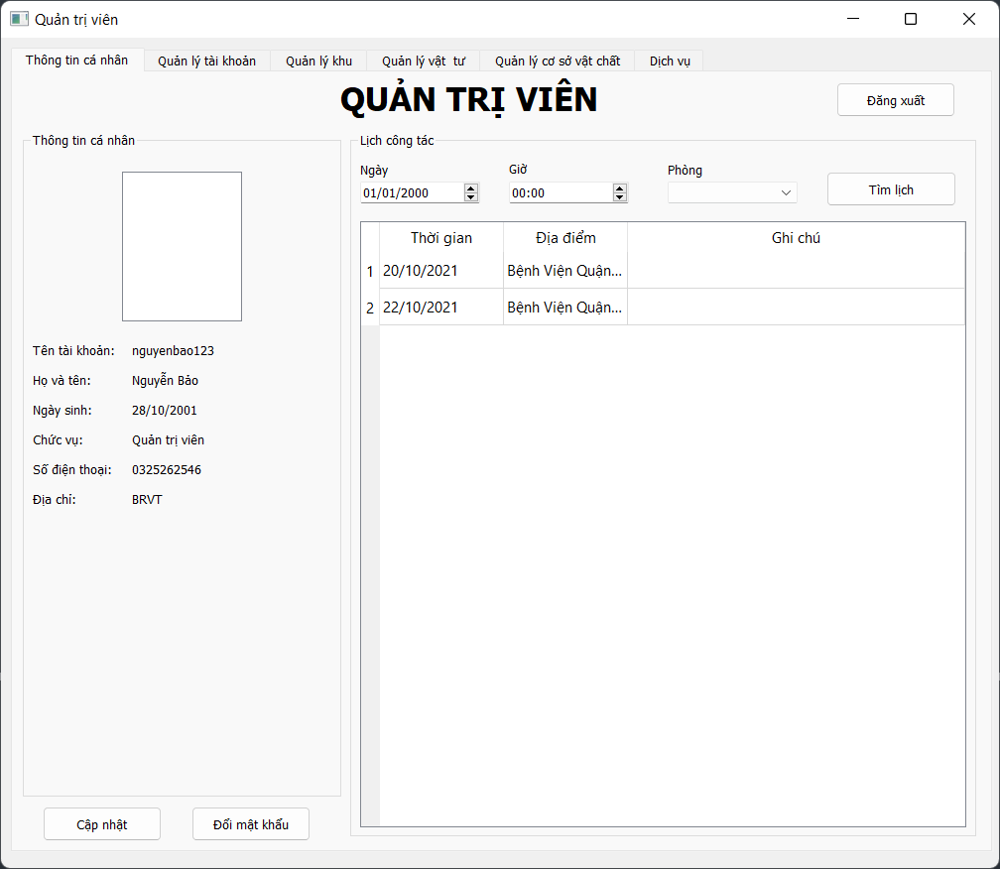 Quản trị viên
Thông tin cá nhân Quản lý tài khoản Quản lý khu Quản lý vật tư Quản lý cơ sở vật chất Dịch vụ
QUẢN TRỊ VIÊN
Đăng xuất
Thông tin cá nhân
Tên tài khoản: nguyenbao123
Họ và tên: Nguyễn Bảo
Ngày sinh: 28/10/2001
Chức vụ: Quản trị viên
Số điện thoại: 0325262546
Địa chỉ: BRVT
Cập nhật Đổi mật khẩu
Lịch công tác
Ngày Giờ Phòng
01/01/2000 00:00 Tìm lịch
Thời gian Địa điểm Ghi chú
1 20/10/2021 Bệnh Viện Quận...
2 22/10/2021 Bệnh Viện Quận...